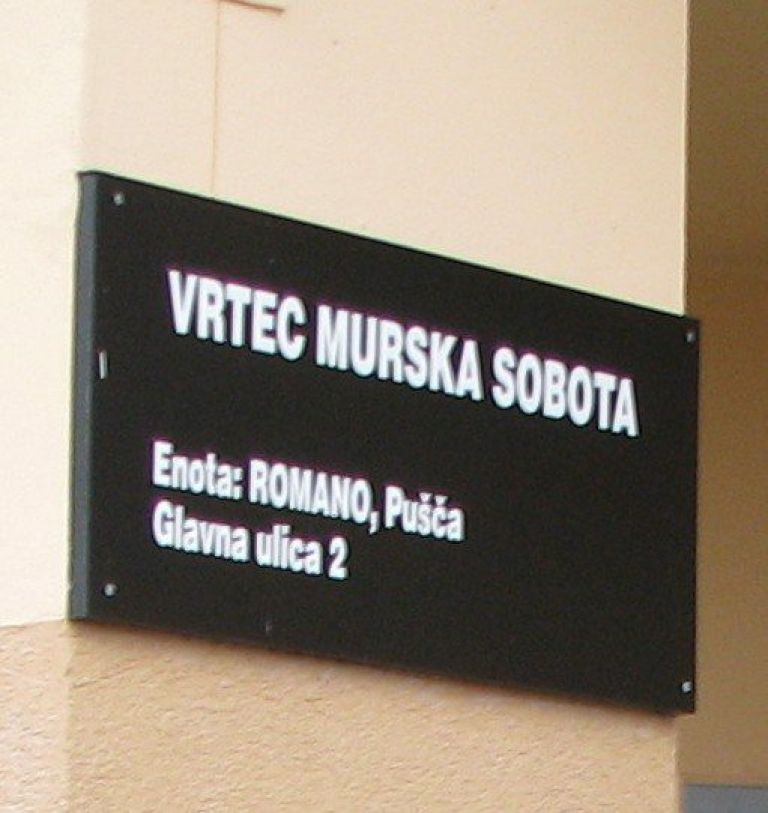 VRTEC MURSKA SOBOTA
Enota: ROMANO, Pušča
Glavna ulica 2